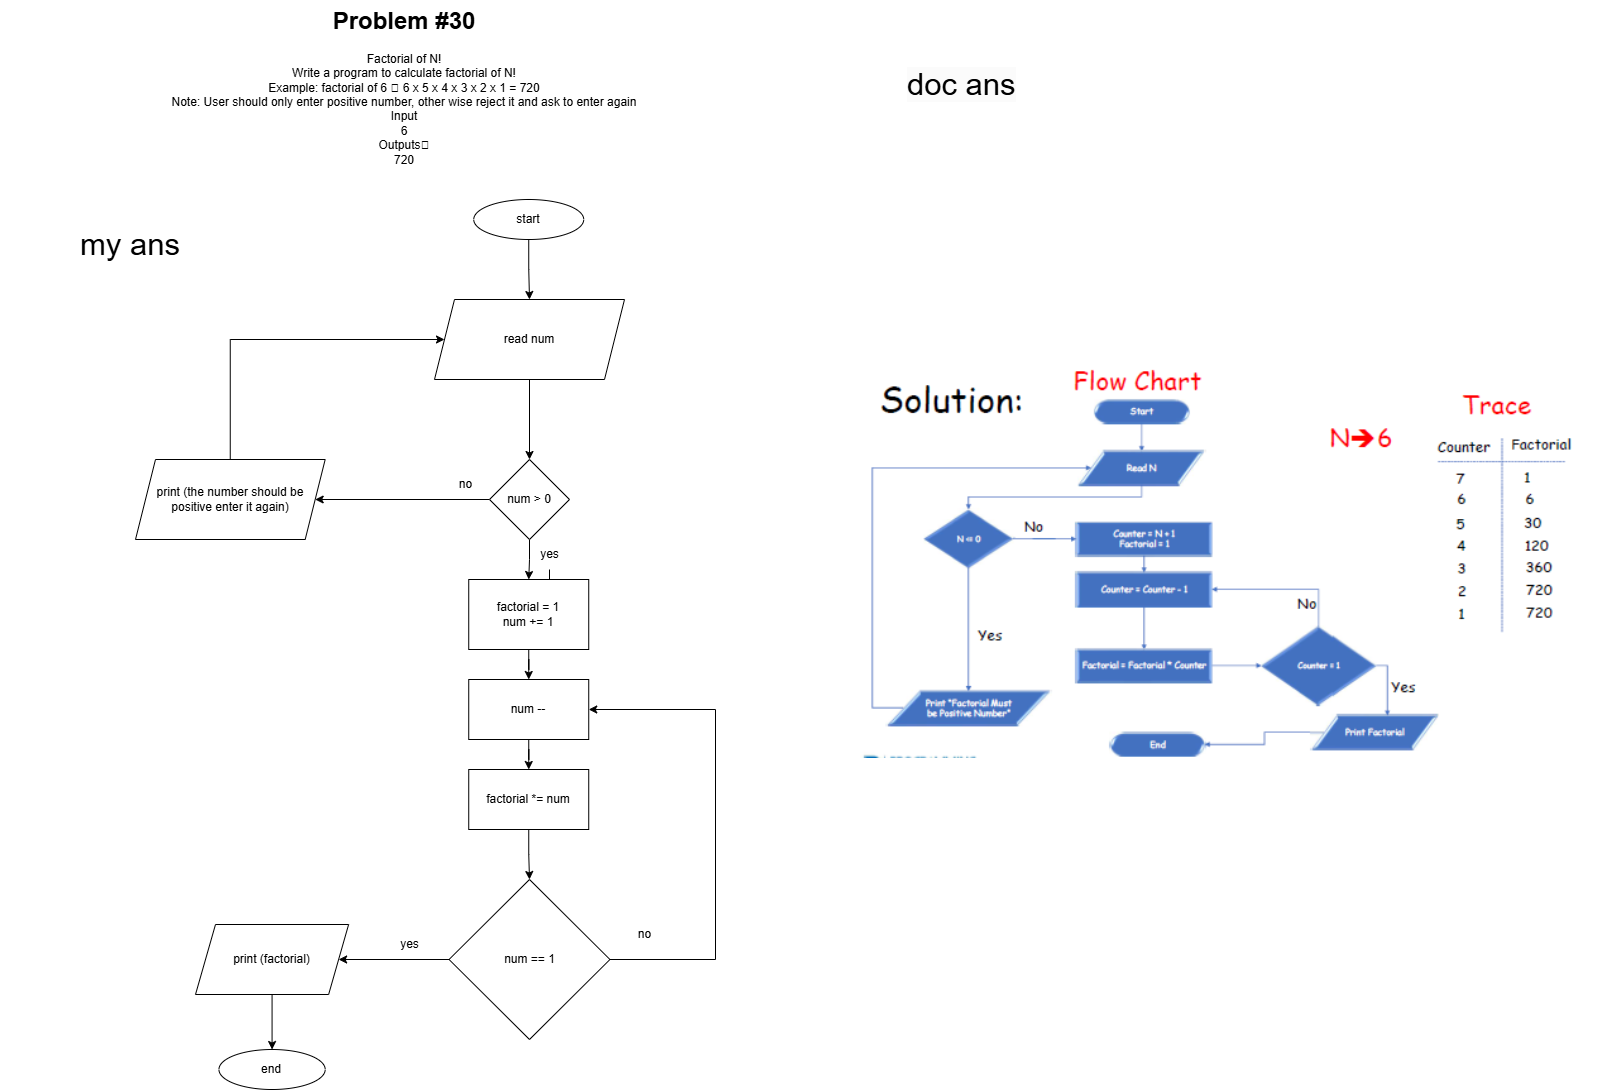 Problem #30
Factorial of N!
Write a program to calculate factorial of N!
Example: factorial of 6 6 x 5 x 4 x 3 x 2 x 1 = 720
Note: User should only enter positive number, other wise reject it and ask to enter again
Input
6
Outputs
720
my ans
start
read num
num > 0
no
print (the number should be
positive enter it again)
yes
factorial = 1
num += 1
num --
factorial *= num
num == 1
no
yes
print (factorial)
end
doc ans
Solution:
Flow Chart
Start
Read N
N <= 0
No
Counter = N + 1
Factorial = 1
Counter = Counter - 1
No
Yes
Factorial = Factorial * Counter
Counter = 1
Yes
Print "Factorial Must
be Positive Number"
Print Factorial
End
Trace
N➔6
Counter Factorial
7 1
6 6
5 30
4 120
3 360
2 720
1 720